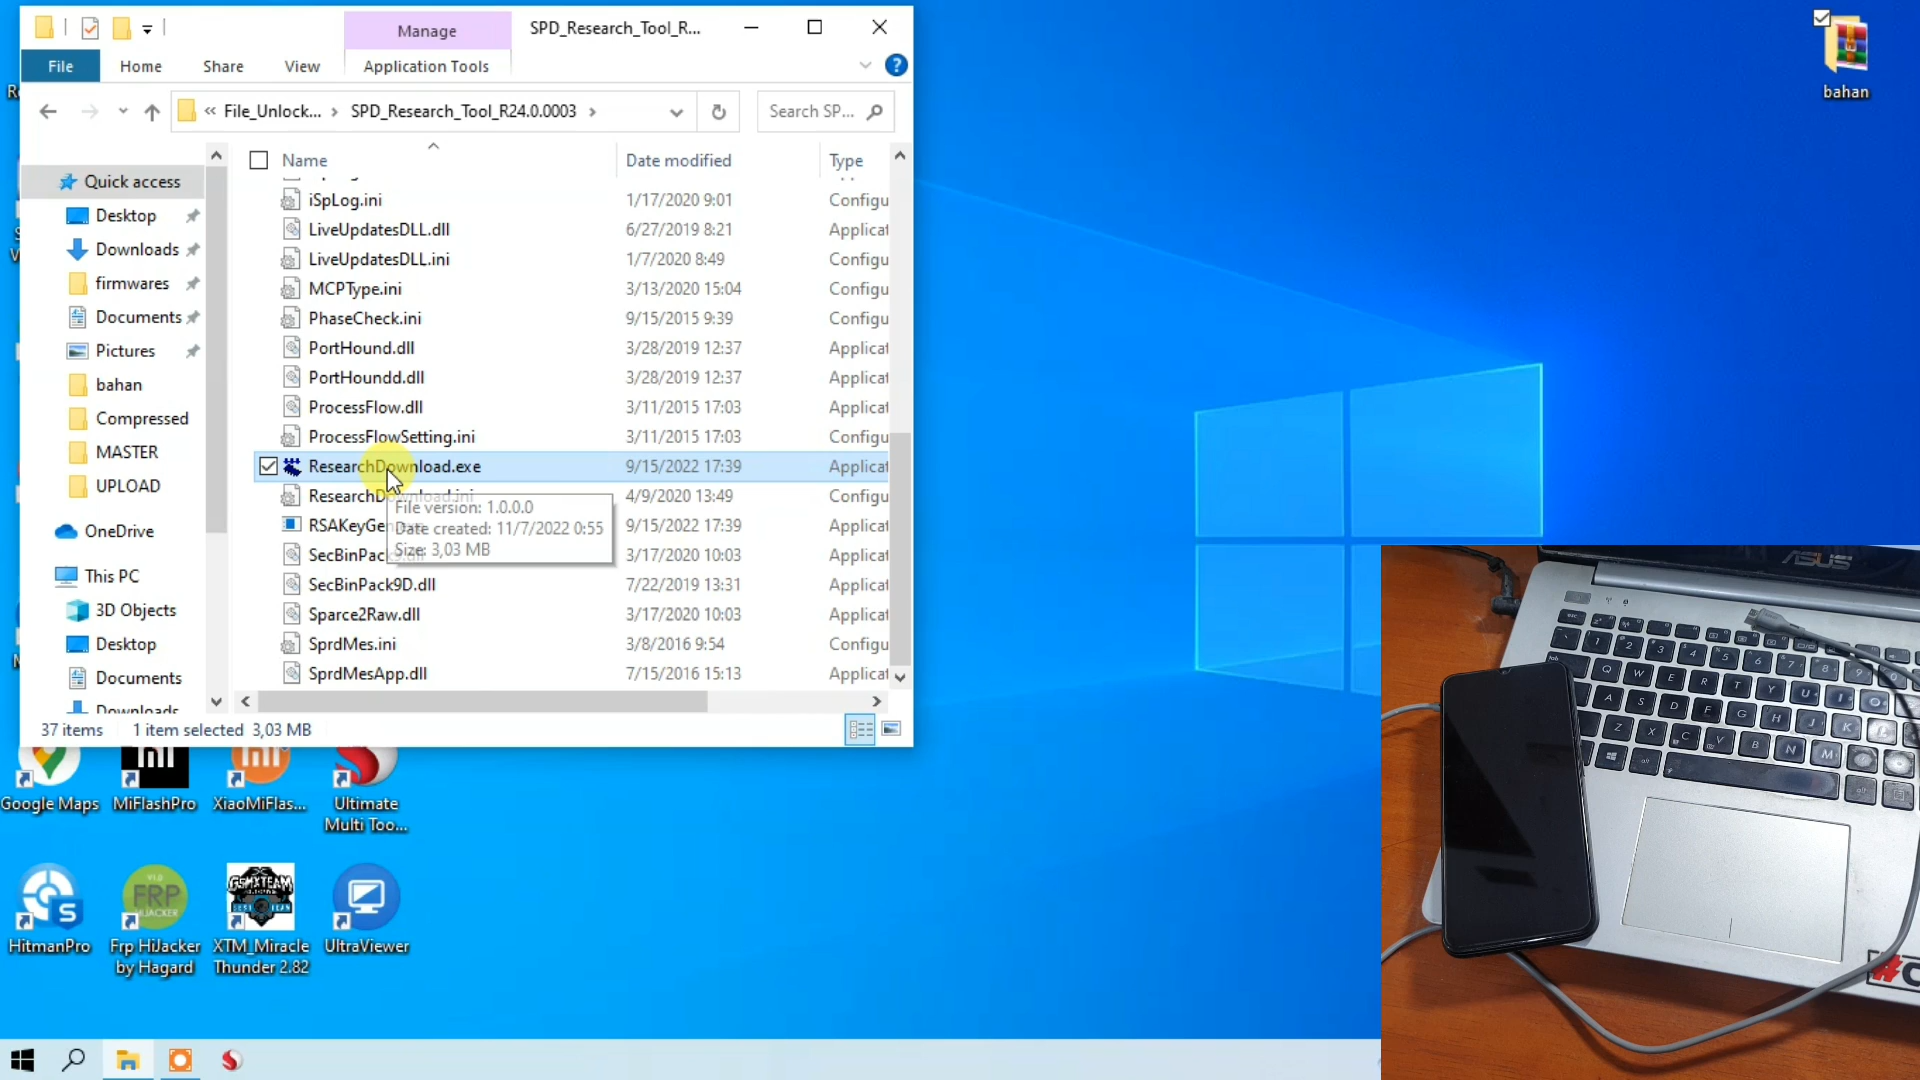 Manage
SPD_Research_Tool_R...
File
Home
Share
View
Application Tools
?
« File_Unlock... > SPD_Research_Tool_R24.0.0003 >
Search SP...
Name
Date modified
Type
Quick access
Desktop
Downloads
firmwares
Documents
Pictures
bahan
Compressed
MASTER
UPLOAD
OneDrive
This PC
3D Objects
Desktop
Documents
Downloads
iSpLog.ini 1/17/2020 9:01 Configu
LiveUpdatesDLL.dll 6/27/2019 8:21 Applicat
LiveUpdatesDLL.ini 1/7/2020 8:49 Configu
MCPType.ini 3/13/2020 15:04 Configu
PhaseCheck.ini 9/15/2015 9:39 Configu
PortHound.dll 3/28/2019 12:37 Applicat
PortHoundd.dll 3/28/2019 12:37 Applicat
ProcessFlow.dll 3/11/2015 17:03 Applicat
ProcessFlowSetting.ini 3/11/2015 17:03 Configu
ResearchDownload.exe 9/15/2022 17:39 Applicat
ResearchDownload.ini 4/9/2020 13:49 Configu
RSAKeyGe 9/15/2022 17:39 Applicat
SecBinPac 3/17/2020 10:03 Applicat
SecBinPack9D.dll 7/22/2019 13:31 Applicat
Sparce2Raw.dll 3/17/2020 10:03 Applicat
SprdMes.ini 3/8/2016 9:54 Configu
SprdMesApp.dll 7/15/2016 15:13 Applicat
File version: 1.0.0.0
Date created: 11/7/2022 0:55
Size: 3,03 MB
37 items
1 item selected 3,03 MB
bahan
Google Maps
MiFlashPro
XiaoMiFlas...
Ultimate
Multi Too...
HitmanPro
FRP
HIJACKER
Frp HiJacker
by Hagard
GSMXTEAM
XTM_Miracle
Thunder 2.82
UltraViewer
ASUS
#C